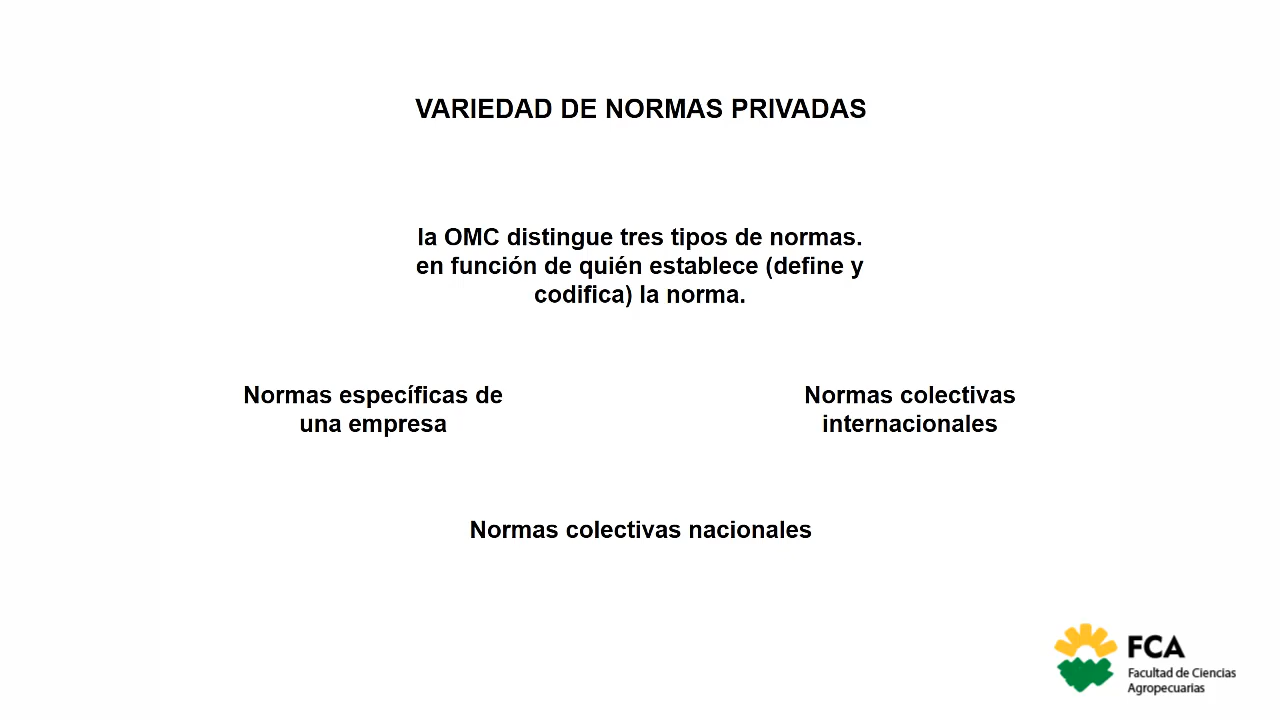 VARIEDAD DE NORMAS PRIVADAS
la OMC distingue tres tipos de normas.
en función de quién establece (define y
codifica) la norma.
Normas específicas de
una empresa
Normas colectivas
internacionales
Normas colectivas nacionales
FCA
Facultad de Ciencias
Agropecuarias